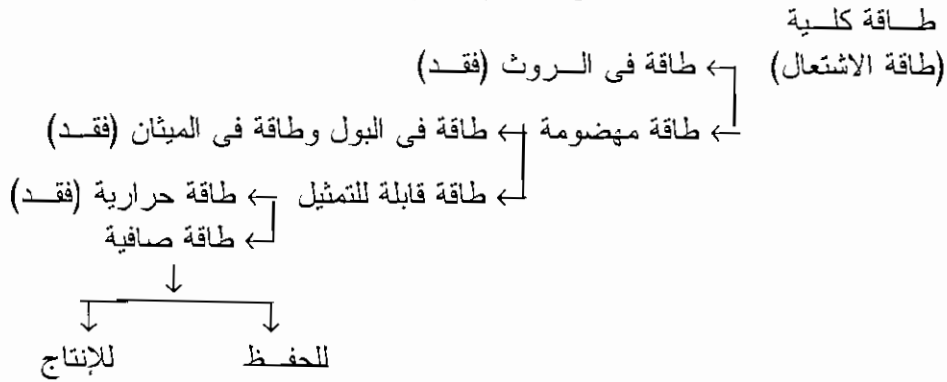 طاقة كلية
(طاقة الاشتعال) ← طاقة فى الروث (فقد)
← طاقة مهضومة ← طاقة فى البول وطاقة فى الميثان (فقد)
← طاقة قابلة للتمثيل ← طاقة حرارية (فقد)
← طاقة صافية
للحفظ للإنتاج